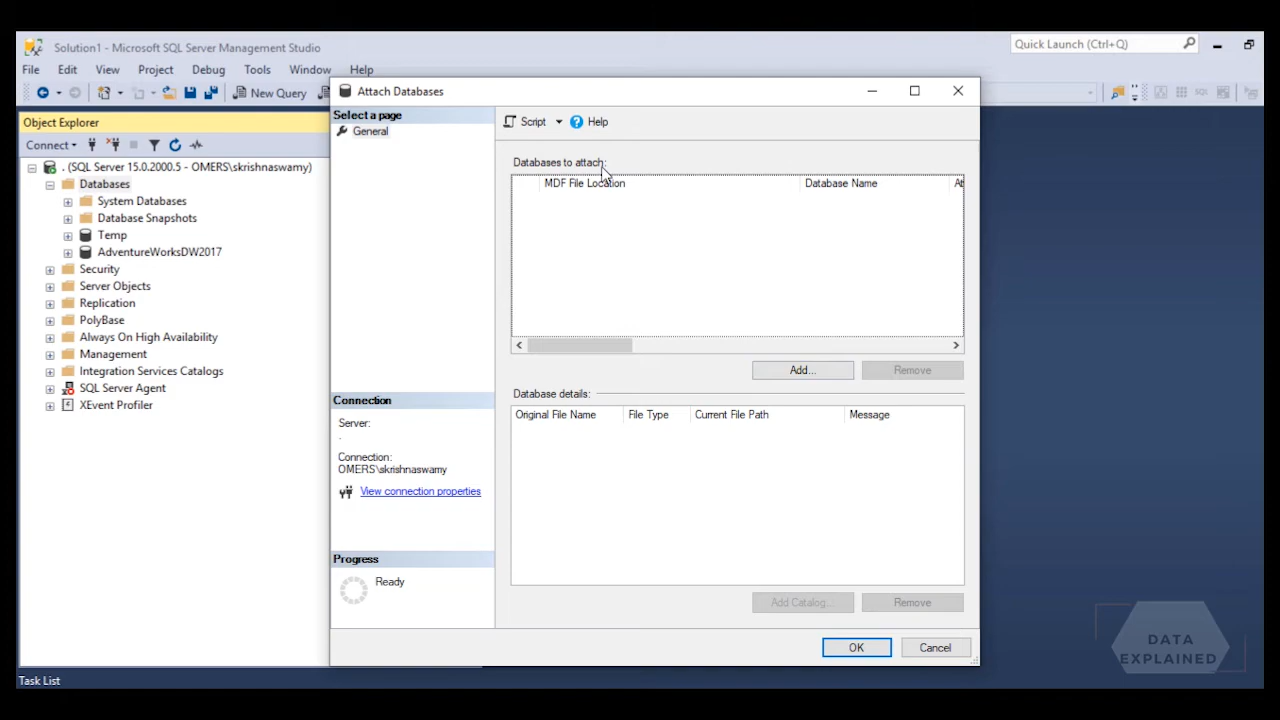 Solution1 - Microsoft SQL Server Management Studio
Quick Launch (Ctrl+Q)
File Edit View Project Debug Tools Window Help
New Query
Attach Databases
Object Explorer
Connect
. (SQL Server 15.0.2000.5 - OMERS\skrishnaswamy)
Databases
System Databases
Database Snapshots
Temp
AdventureWorksDW2017
Security
Server Objects
Replication
PolyBase
Always On High Availability
Management
Integration Services Catalogs
SQL Server Agent
XEvent Profiler
Select a page
General
Connection
Server:
.
Connection:
OMERS\skrishnaswamy
View connection properties
Progress
Ready
Script Help
Databases to attach:
MDF File Location Database Name At
Add... Remove
Database details:
Original File Name File Type Current File Path Message
Add Catalog... Remove
OK Cancel
Task List
DATA
EXPLAINED